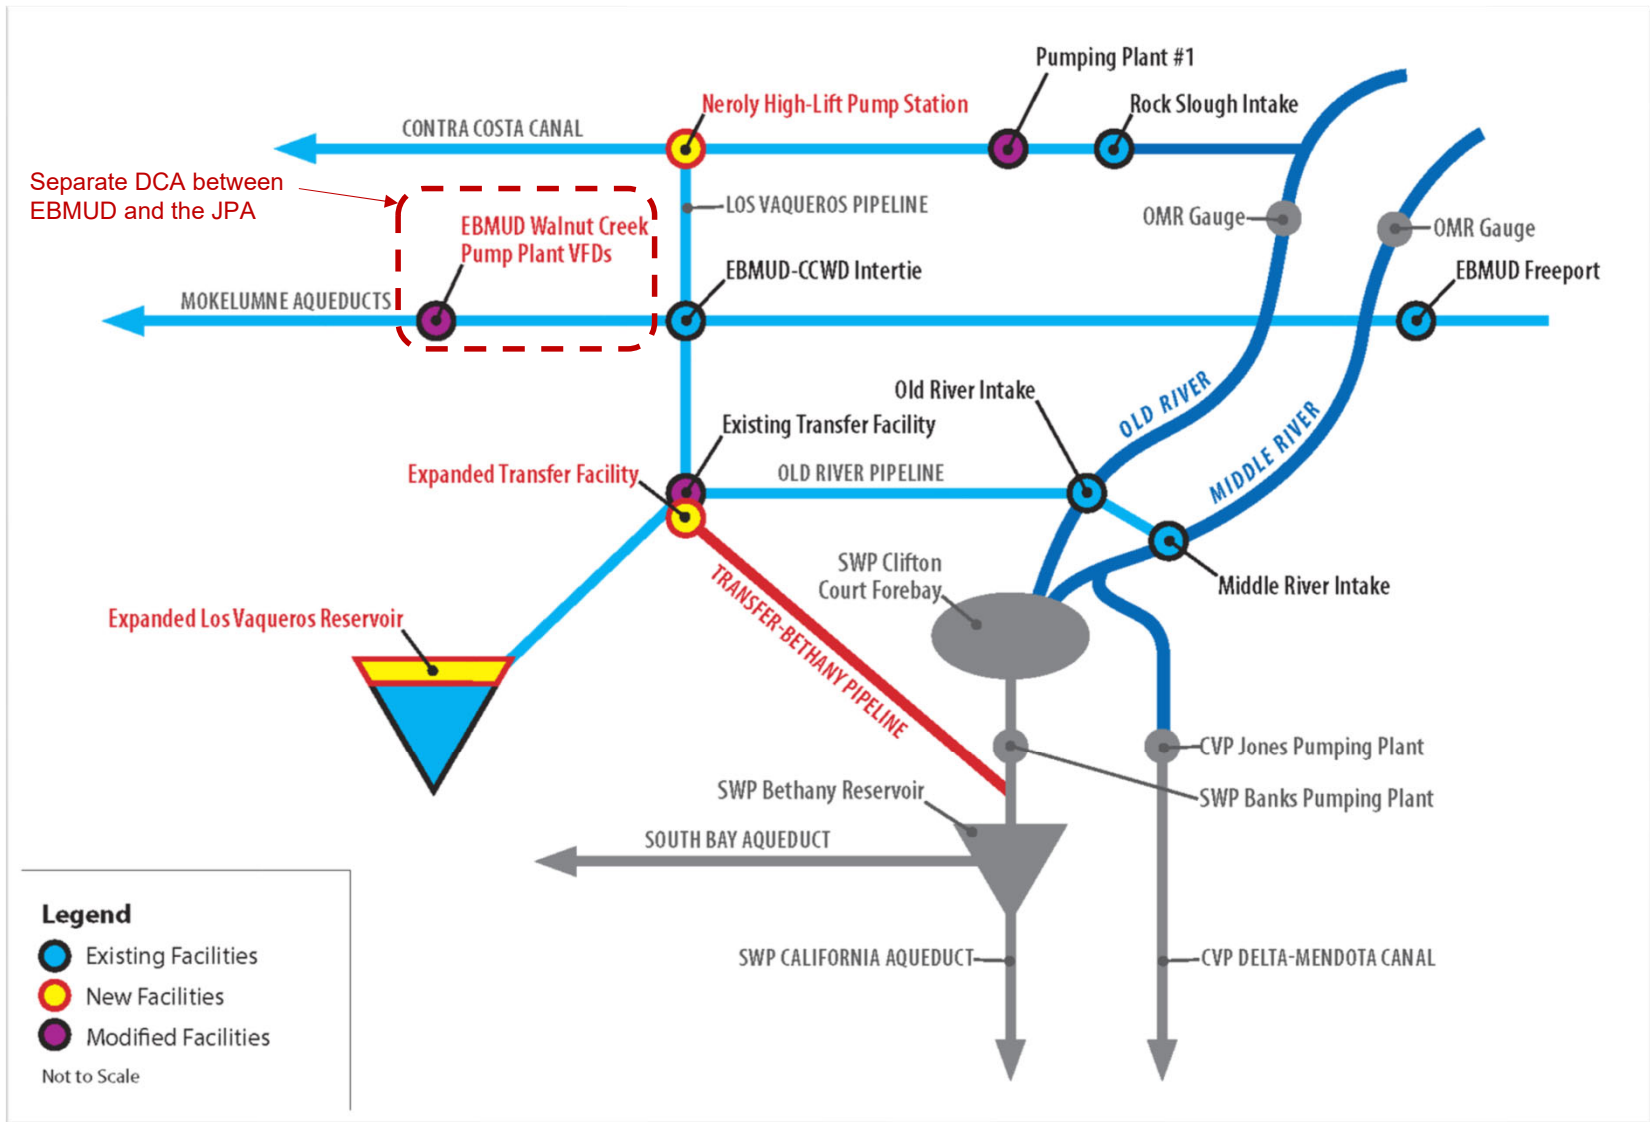 Pumping Plant #1
Neroly High-Lift Pump Station
Rock Slough Intake
CONTRA COSTA CANAL
Separate DCA between
EBMUD and the JPA
LOS VAQUEROS PIPELINE
OMR Gauge
OMR Gauge
EBMUD Walnut Creek
Pump Plant VFDs
EBMUD-CCWD Intertie
EBMUD Freeport
MOKELUMNE AQUEDUCTS
Old River Intake
OLD RIVER
MIDDLE RIVER
Existing Transfer Facility
Expanded Transfer Facility
OLD RIVER PIPELINE
SWP Clifton
Court Forebay
Middle River Intake
TRANSFER-BETHANY PIPELINE
Expanded Los Vaqueros Reservoir
CVP Jones Pumping Plant
SWP Bethany Reservoir
SWP Banks Pumping Plant
SOUTH BAY AQUEDUCT
SWP CALIFORNIA AQUEDUCT
CVP DELTA-MENDOTA CANAL
Legend
Existing Facilities
New Facilities
Modified Facilities
Not to Scale